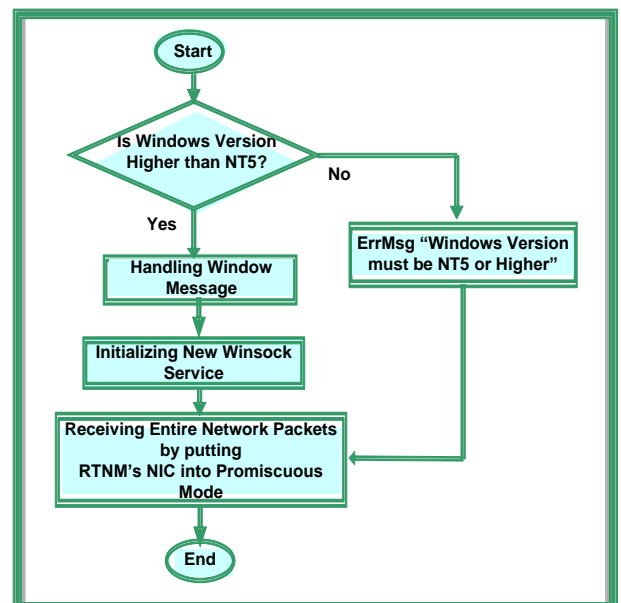 Start
Is Windows Version
Higher than NT5?
No
Yes
ErrMsg “Windows Version
must be NT5 or Higher”
Handling Window
Message
Initializing New Winsock
Service
Receiving Entire Network Packets
by putting
RTNM’s NIC into Promiscuous
Mode
End